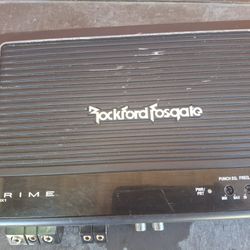 Rockford Fosgate
PUNCH EQ. FREQ.
PWR/
PRT
RIME